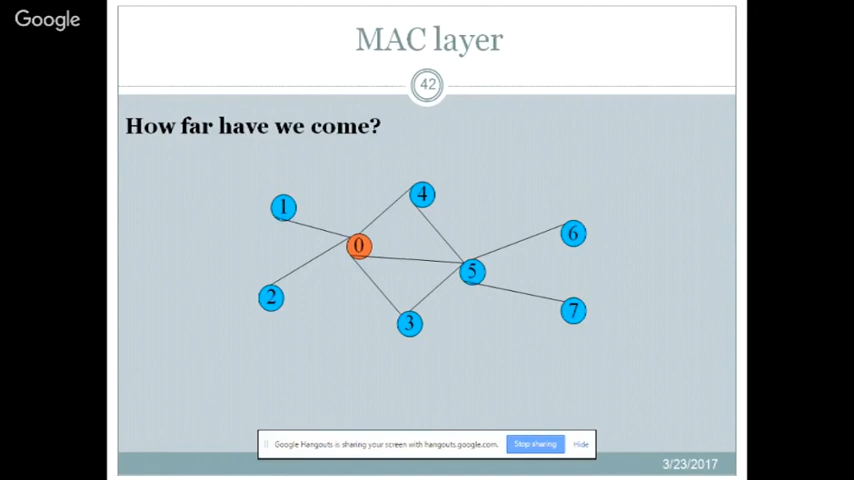 Google
MAC layer
42
How far have we come?
4
1
6
0
5
2
7
3
Google Hangouts is sharing your screen with hangouts.google.com.
Stop sharing
Hide
3/23/2017